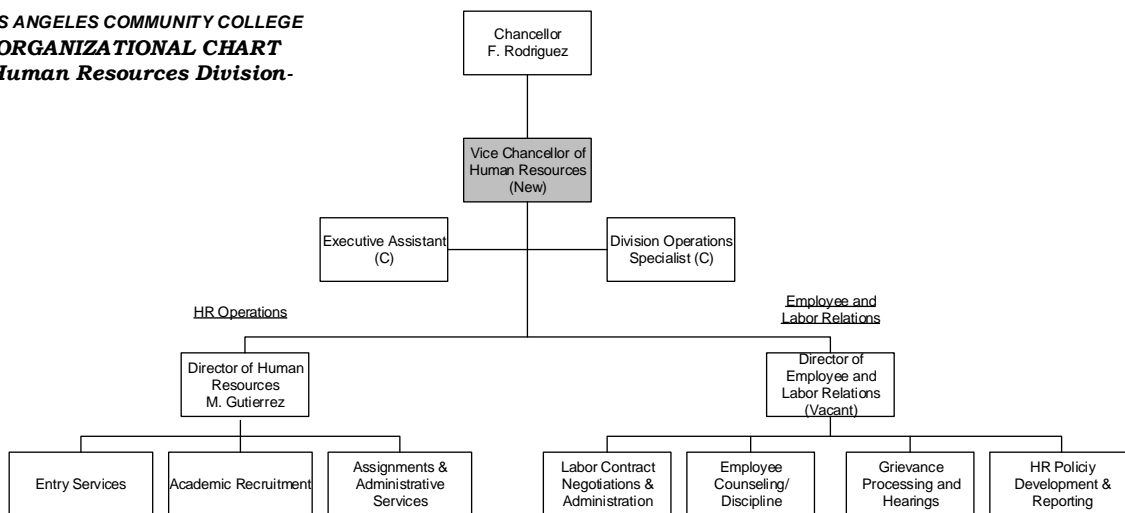 S ANGELES COMMUNITY COLLEGE
ORGANIZATIONAL CHART
Human Resources Division-
Chancellor
F. Rodriguez
Vice Chancellor of
Human Resources
(New)
Executive Assistant
(C)
Division Operations
Specialist (C)
HR Operations
Employee and
Labor Relations
Director of Human
Resources
M. Gutierrez
Director of
Employee and
Labor Relations
(Vacant)
Entry Services
Academic Recruitment
Assignments &
Administrative
Services
Labor Contract
Negotiations &
Administration
Employee
Counseling/
Discipline
Grievance
Processing and
Hearings
HR Policiy
Development &
Reporting